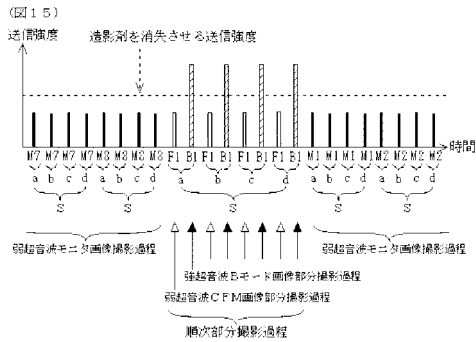 (図15)
送信強度
造影剤を消失させる送信強度
時間
M7 M7 M7 M7 M8 M8 M8 M8 F1 B1 F1 B1 F1 B1 F1 B1 M1 M1 M1 M1 M2 M2 M2 M2
a b c d a b c d a b c d a b c d a b c d
S S S S S
弱超音波モニタ画像撮影過程 弱超音波モニタ画像撮影過程
強超音波Bモード画像部分撮影過程
弱超音波CFM画像部分撮影過程
順次部分撮影過程